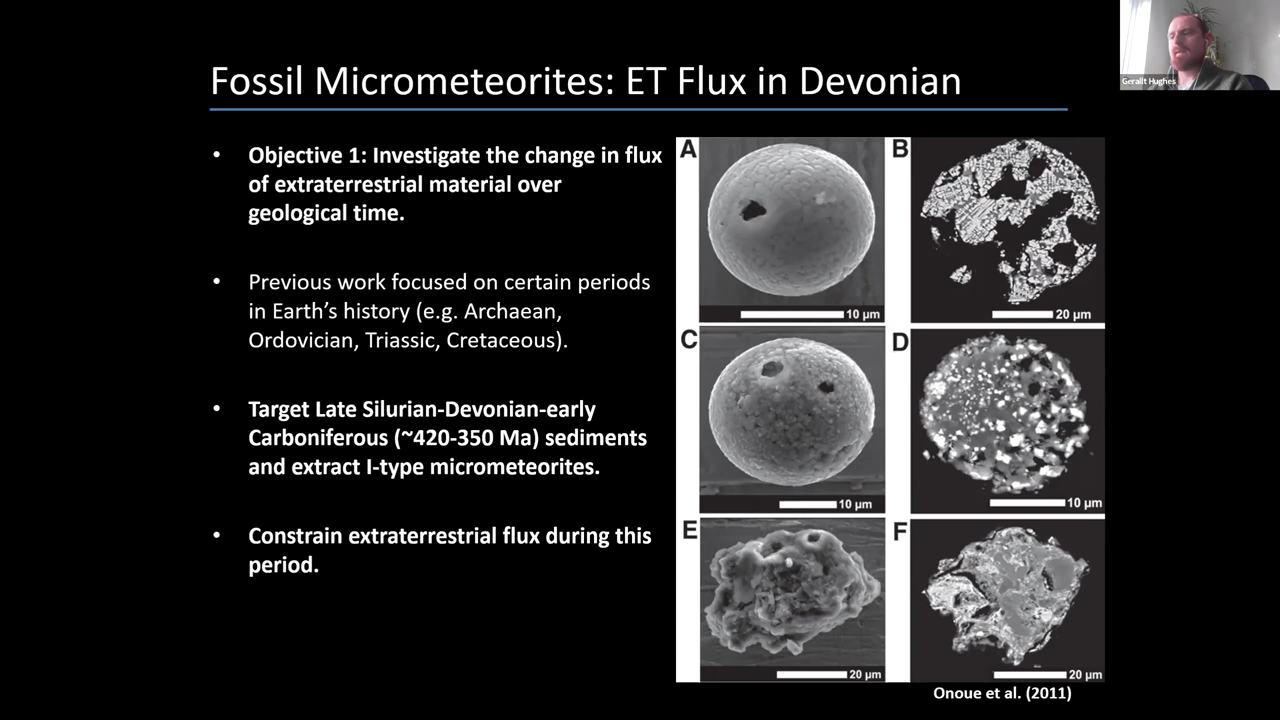 Fossil Micrometeorites: ET Flux in Devonian
Gerallt Hughes
• Objective 1: Investigate the change in flux
of extraterrestrial material over
geological time.
• Previous work focused on certain periods
in Earth's history (e.g. Archaean,
Ordovician, Triassic, Cretaceous).
• Target Late Silurian-Devonian-early
Carboniferous (~420-350 Ma) sediments
and extract I-type micrometeorites.
• Constrain extraterrestrial flux during this
period.
A
10 µm
B
20 µm
C
10 µm
D
10 µm
E
20 µm
F
20 µm
Onoue et al. (2011)